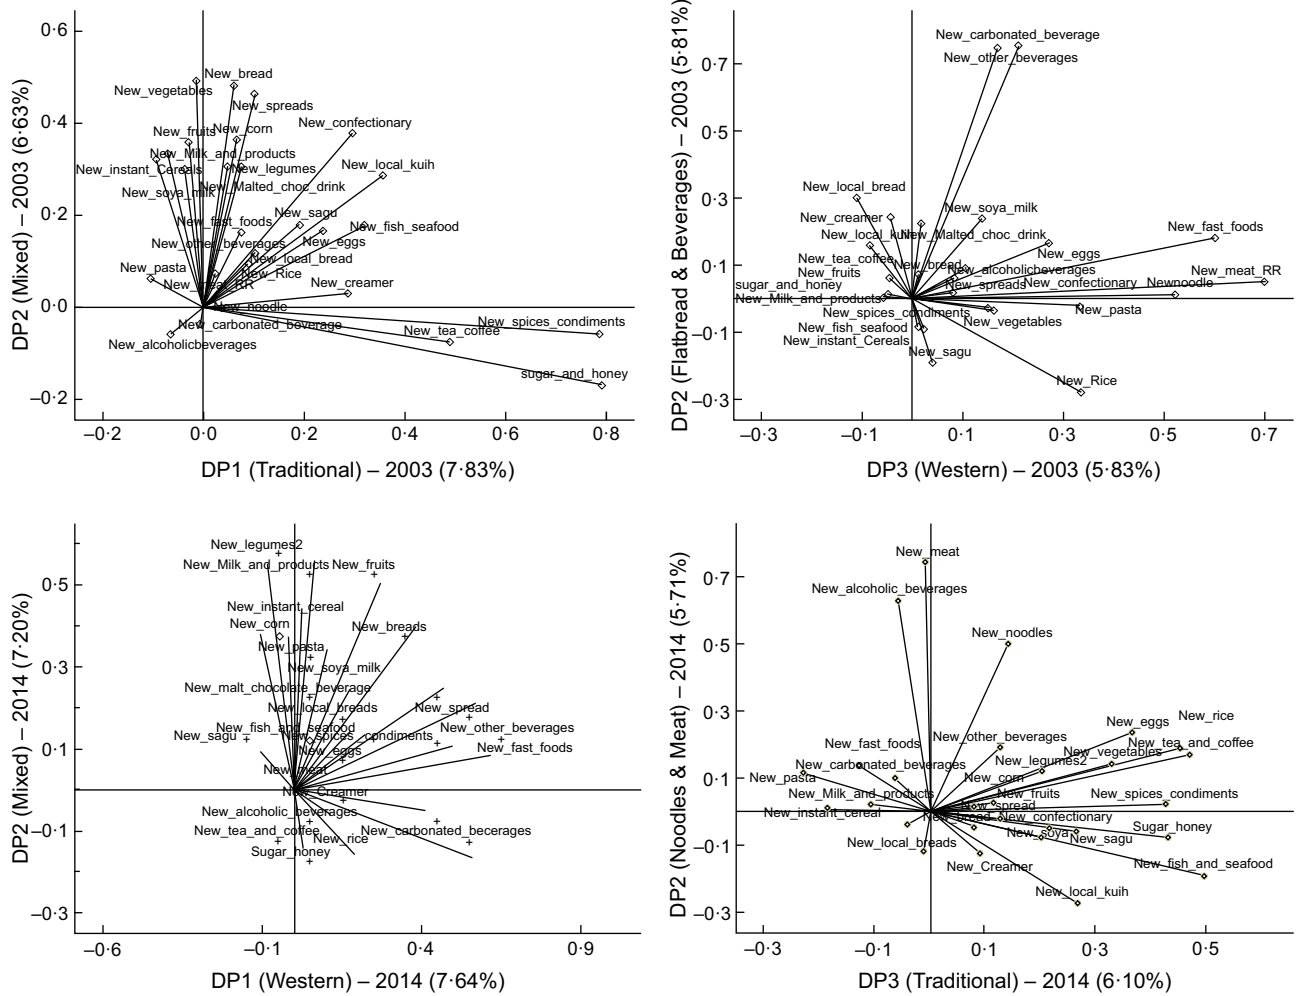 0·6
New_bread
New_vegetables
New_spreads
0·4
New_confectionary
New_fruits
New_corn
New_Milk_and_products
New_local_kuih
New_instant_Cereals
New_legumes
New_soya_milk
New_Malted_choc_drink
0·2
New_sagu
New_fast_foods
New_fish_seafood
New_other_beverages
New_eggs
New_local_bread
New_pasta
New_Rice
New_meat_RR
New_creamer
0·0
New_noodle
New_carbonated_beverage
New_spices_condiments
New_tea_coffee
New_alcoholicbeverages
sugar_and_honey
–0·2
–0·2 0·0 0·2 0·4 0·6 0·8
DP1 (Traditional) – 2003 (7·83%)
DP2 (Mixed) – 2003 (6·63%)
New_carbonated_beverage
New_other_beverages
0·7
0·5
0·3
New_local_bread
New_creamer
New_soya_milk
New_fast_foods
New_local_kuih
New_Malted_choc_drink
New_eggs
New_tea_coffee
New_bread
0·1
New_fruits
New_alcoholicbeverages
New_meat_RR
sugar_and_honey
New_spreads
New_confectionary
Newnoodle
New_Milk_and_products
New_spices_condiments
New_pasta
New_fish_seafood
New_vegetables
–0·1
New_instant_Cereals
New_sagu
New_Rice
–0·3
–0·3 –0·1 0·1 0·3 0·5 0·7
DP3 (Western) – 2003 (5·83%)
DP2 (Flatbread & Beverages) – 2003 (5·81%)
New_legumes2
New_Milk_and_products
New_fruits
0·5
New_instant_cereal
New_corn
New_breads
New_pasta
0·3
New_soya_milk
New_malt_chocolate_beverage
New_local_breads
New_spread
New_fish_and_seafood
New_other_beverages
New_sagu
New_spices_condiments
0·1
New_eggs
New_fast_foods
New_meat
New_Creamer
New_alcoholic_beverages
–0·1
New_tea_and_coffee
New_rice
New_carbonated_becerages
Sugar_honey
–0·3
–0·6 –0·1 0·4 0·9
DP1 (Western) – 2014 (7·64%)
DP2 (Mixed) – 2014 (7·20%)
New_meat
0·7
New_alcoholic_beverages
New_noodles
0·5
0·3
New_eggs
New_rice
New_fast_foods
New_other_beverages
New_tea_and_coffee
New_vegetables
New_carbonated_beverages
New_legumes2
0·1
New_pasta
New_corn
New_Milk_and_products
New_fruits
New_spices_condiments
New_instant_cereal
New_spread
New_bread
New_confectionary
New_soya
Sugar_honey
–0·1
New_local_breads
New_sagu
New_Creamer
New_fish_and_seafood
New_local_kuih
–0·3
–0·3 –0·1 0·1 0·3 0·5
DP3 (Traditional) – 2014 (6·10%)
DP2 (Noodles & Meat) – 2014 (5·71%)